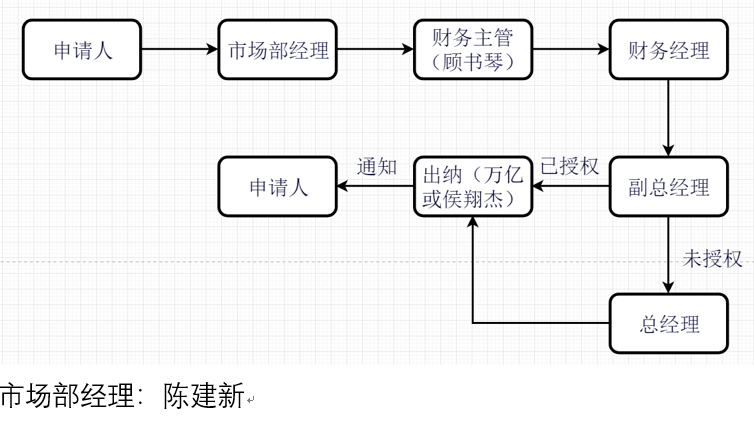 申请人
市场部经理
财务主管
（顾书琴）
财务经理
申请人
通知
出纳（万亿
或侯翔杰）
已授权
副总经理
未授权
总经理
市场部经理：陈建新